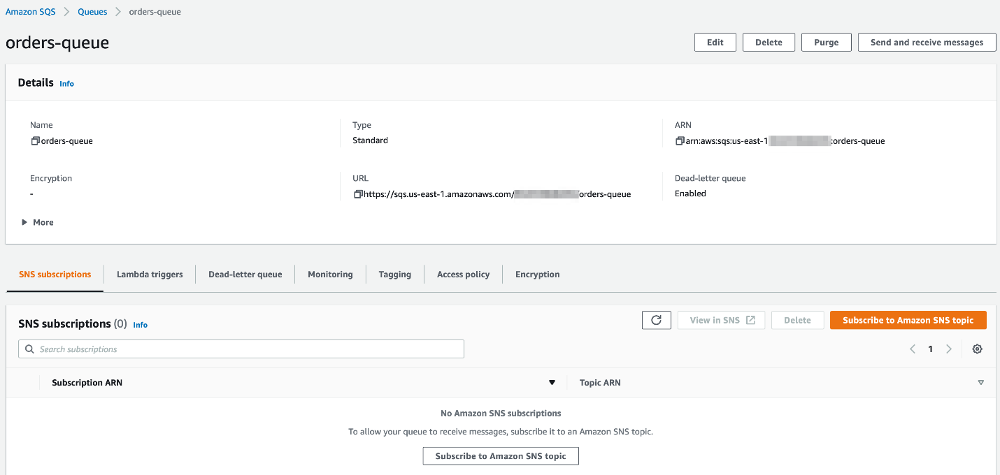 Amazon SQS > Queues > orders-queue
orders-queue
Edit Delete Purge Send and receive messages
Details Info
Name Type ARN
orders-queue Standard arn:aws:sqs:us-east-1 :orders-queue
Encryption URL Dead-letter queue
- https://sqs.us-east-1.amazonaws.com/ orders-queue Enabled
More
SNS subscriptions Lambda triggers Dead-letter queue Monitoring Tagging Access policy Encryption
SNS subscriptions (0) Info View in SNS Delete Subscribe to Amazon SNS topic
Search subscriptions 1
Subscription ARN Topic ARN
No Amazon SNS subscriptions
To allow your queue to receive messages, subscribe it to an Amazon SNS topic.
Subscribe to Amazon SNS topic